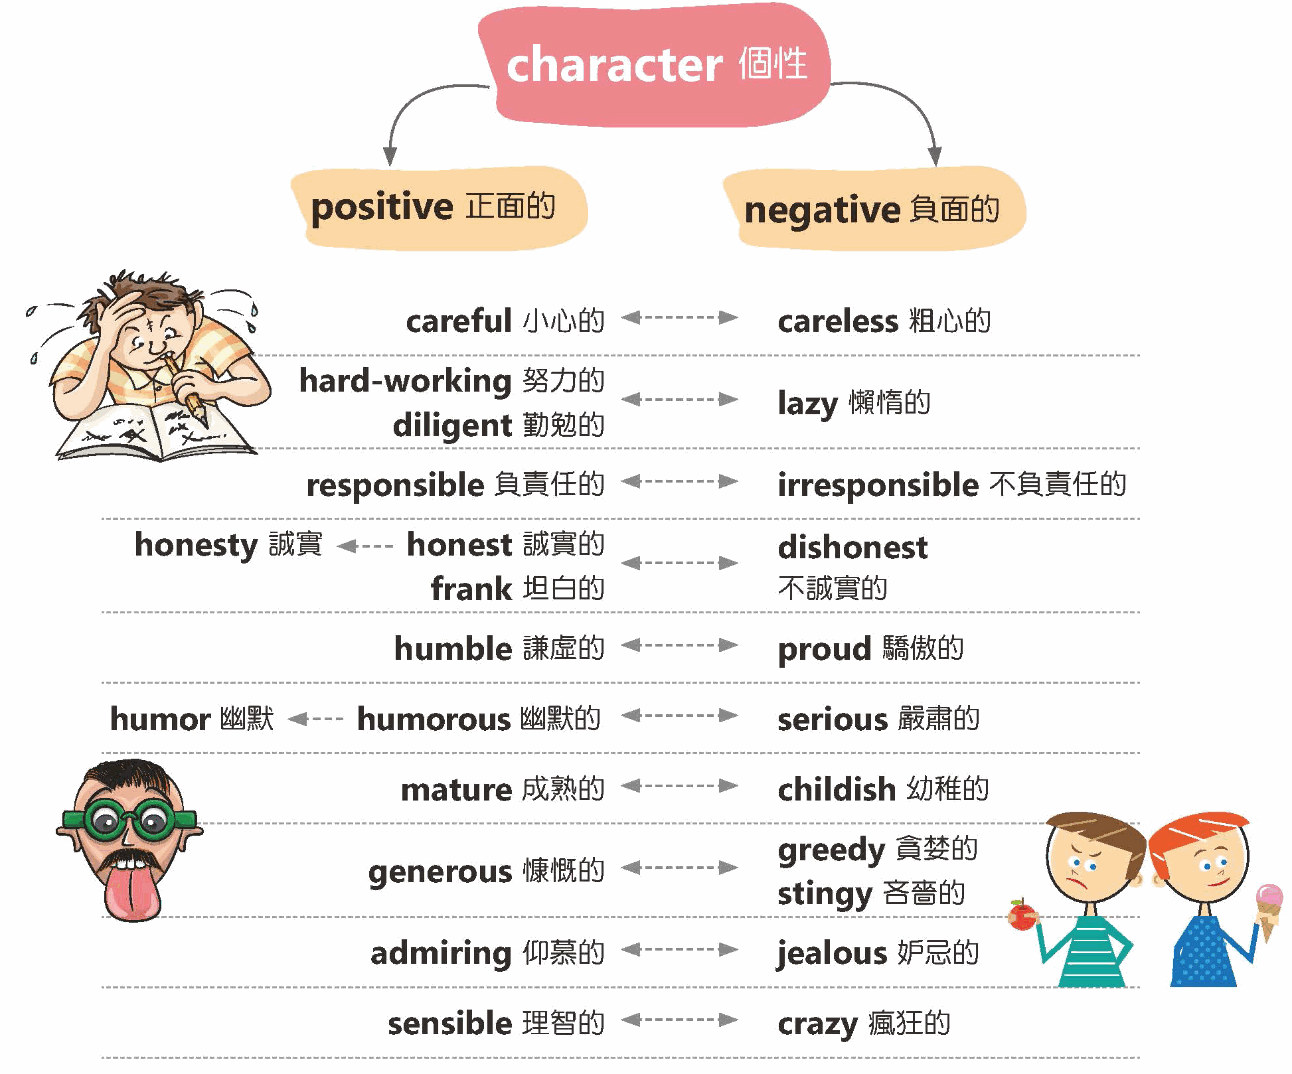 character 個性
positive 正面的
negative 負面的
careful 小心的 careless 粗心的
hard-working 努力的
diligent 勤勉的
lazy 懶惰的
responsible 負責任的 irresponsible 不負責任的
honesty 誠實 honest 誠實的
frank 坦白的
dishonest
不誠實的
humble 謙虛的 proud 驕傲的
humor 幽默 humorous 幽默的 serious 嚴肅的
mature 成熟的 childish 幼稚的
generous 慷慨的
greedy 貪婪的
stingy 吝嗇的
admiring 仰慕的 jealous 妒忌的
sensible 理智的 crazy 瘋狂的